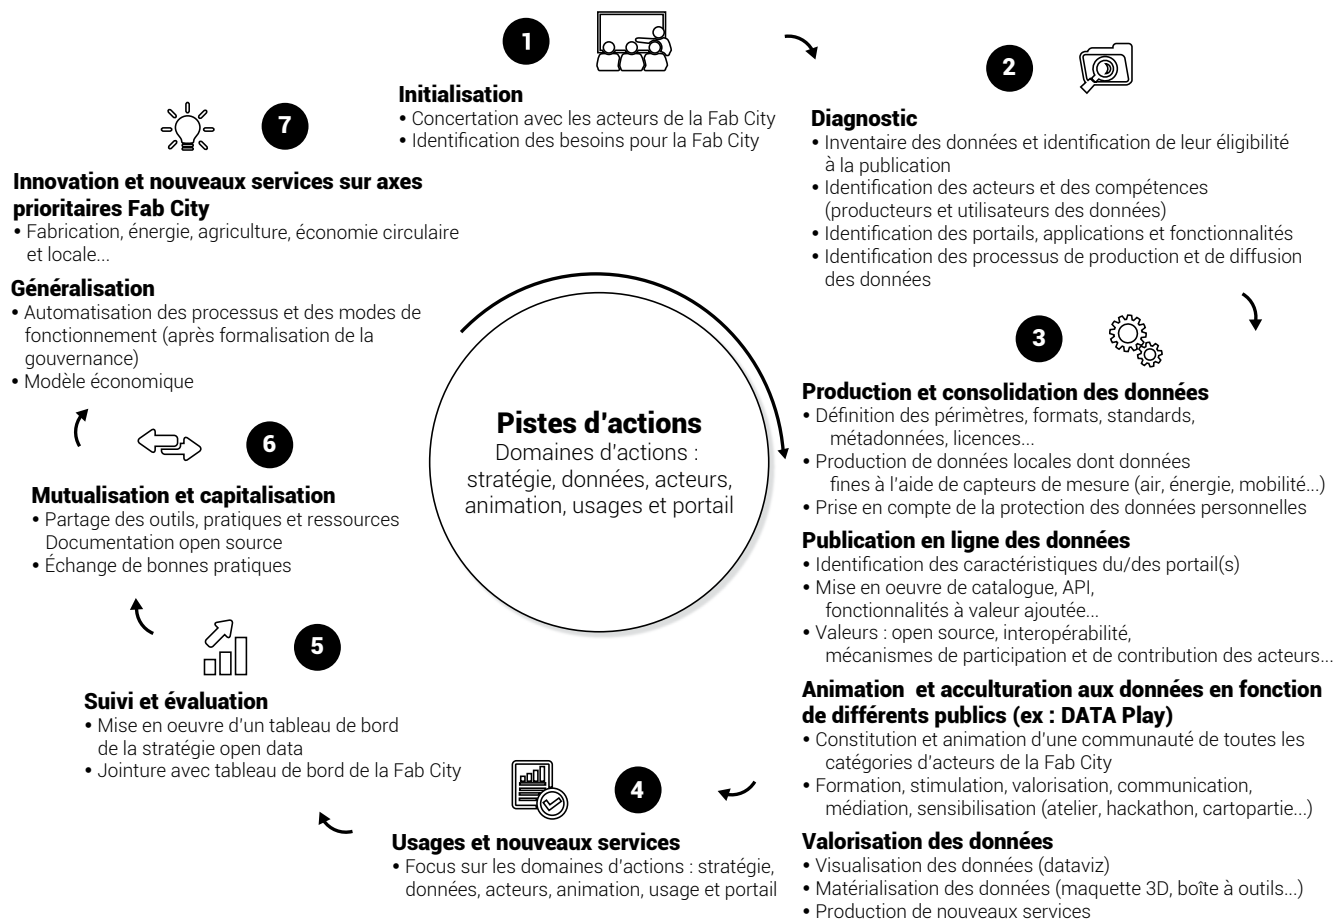 1
Initialisation
• Concertation avec les acteurs de la Fab City
• Identification des besoins pour la Fab City
2
Diagnostic
• Inventaire des données et identification de leur éligibilité
à la publication
• Identification des acteurs et des compétences
(producteurs et utilisateurs des données)
• Identification des portails, applications et fonctionnalités
• Identification des processus de production et de diffusion
des données
3
Production et consolidation des données
• Définition des périmètres, formats, standards,
métadonnées, licences...
• Production de données locales dont données
fines à l'aide de capteurs de mesure (air, énergie, mobilité...)
• Prise en compte de la protection des données personnelles
Publication en ligne des données
• Identification des caractéristiques du/des portail(s)
• Mise en oeuvre de catalogue, API,
fonctionnalités à valeur ajoutée...
• Valeurs : open source, interopérabilité,
mécanismes de participation et de contribution des acteurs...
Animation et acculturation aux données en fonction
de différents publics (ex : DATA Play)
• Constitution et animation d'une communauté de toutes les
catégories d'acteurs de la Fab City
• Formation, stimulation, valorisation, communication,
médiation, sensibilisation (atelier, hackathon, cartopartie...)
Valorisation des données
• Visualisation des données (dataviz)
• Matérialisation des données (maquette 3D, boîte à outils...)
• Production de nouveaux services
4
Usages et nouveaux services
• Focus sur les domaines d'actions : stratégie,
données, acteurs, animation, usage et portail
5
Suivi et évaluation
• Mise en oeuvre d'un tableau de bord
de la stratégie open data
• Jointure avec tableau de bord de la Fab City
6
Mutualisation et capitalisation
• Partage des outils, pratiques et ressources
Documentation open source
• Échange de bonnes pratiques
7
Innovation et nouveaux services sur axes
prioritaires Fab City
• Fabrication, énergie, agriculture, économie circulaire
et locale...
Généralisation
• Automatisation des processus et des modes de
fonctionnement (après formalisation de la
gouvernance)
• Modèle économique
Pistes d'actions
Domaines d'actions :
stratégie, données, acteurs,
animation, usages et portail